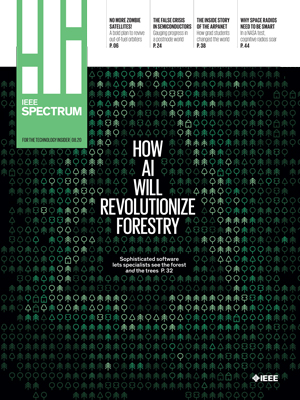 NO MORE ZOMBIE
SATELLITES!
A bold plan to revive
out-of-fuel orbiters
P. 06
THE FALSE CRISIS
IN SEMICONDUCTORS
Gauging progress in
a postnode world
P. 24
THE INSIDE STORY
OF THE ARPANET
How grad students
changed the world
P. 38
WHY SPACE RADIOS
NEED TO BE SMART
In a NASA test,
cognitive radios soar
P. 44
IEEE
SPECTRUM
FOR THE TECHNOLOGY INSIDER
HOW
AI
WILL
REVOLUTIONIZE
FORESTRY
Sophisticated software
lets specialists see the forest
and the trees P. 32
IEEE